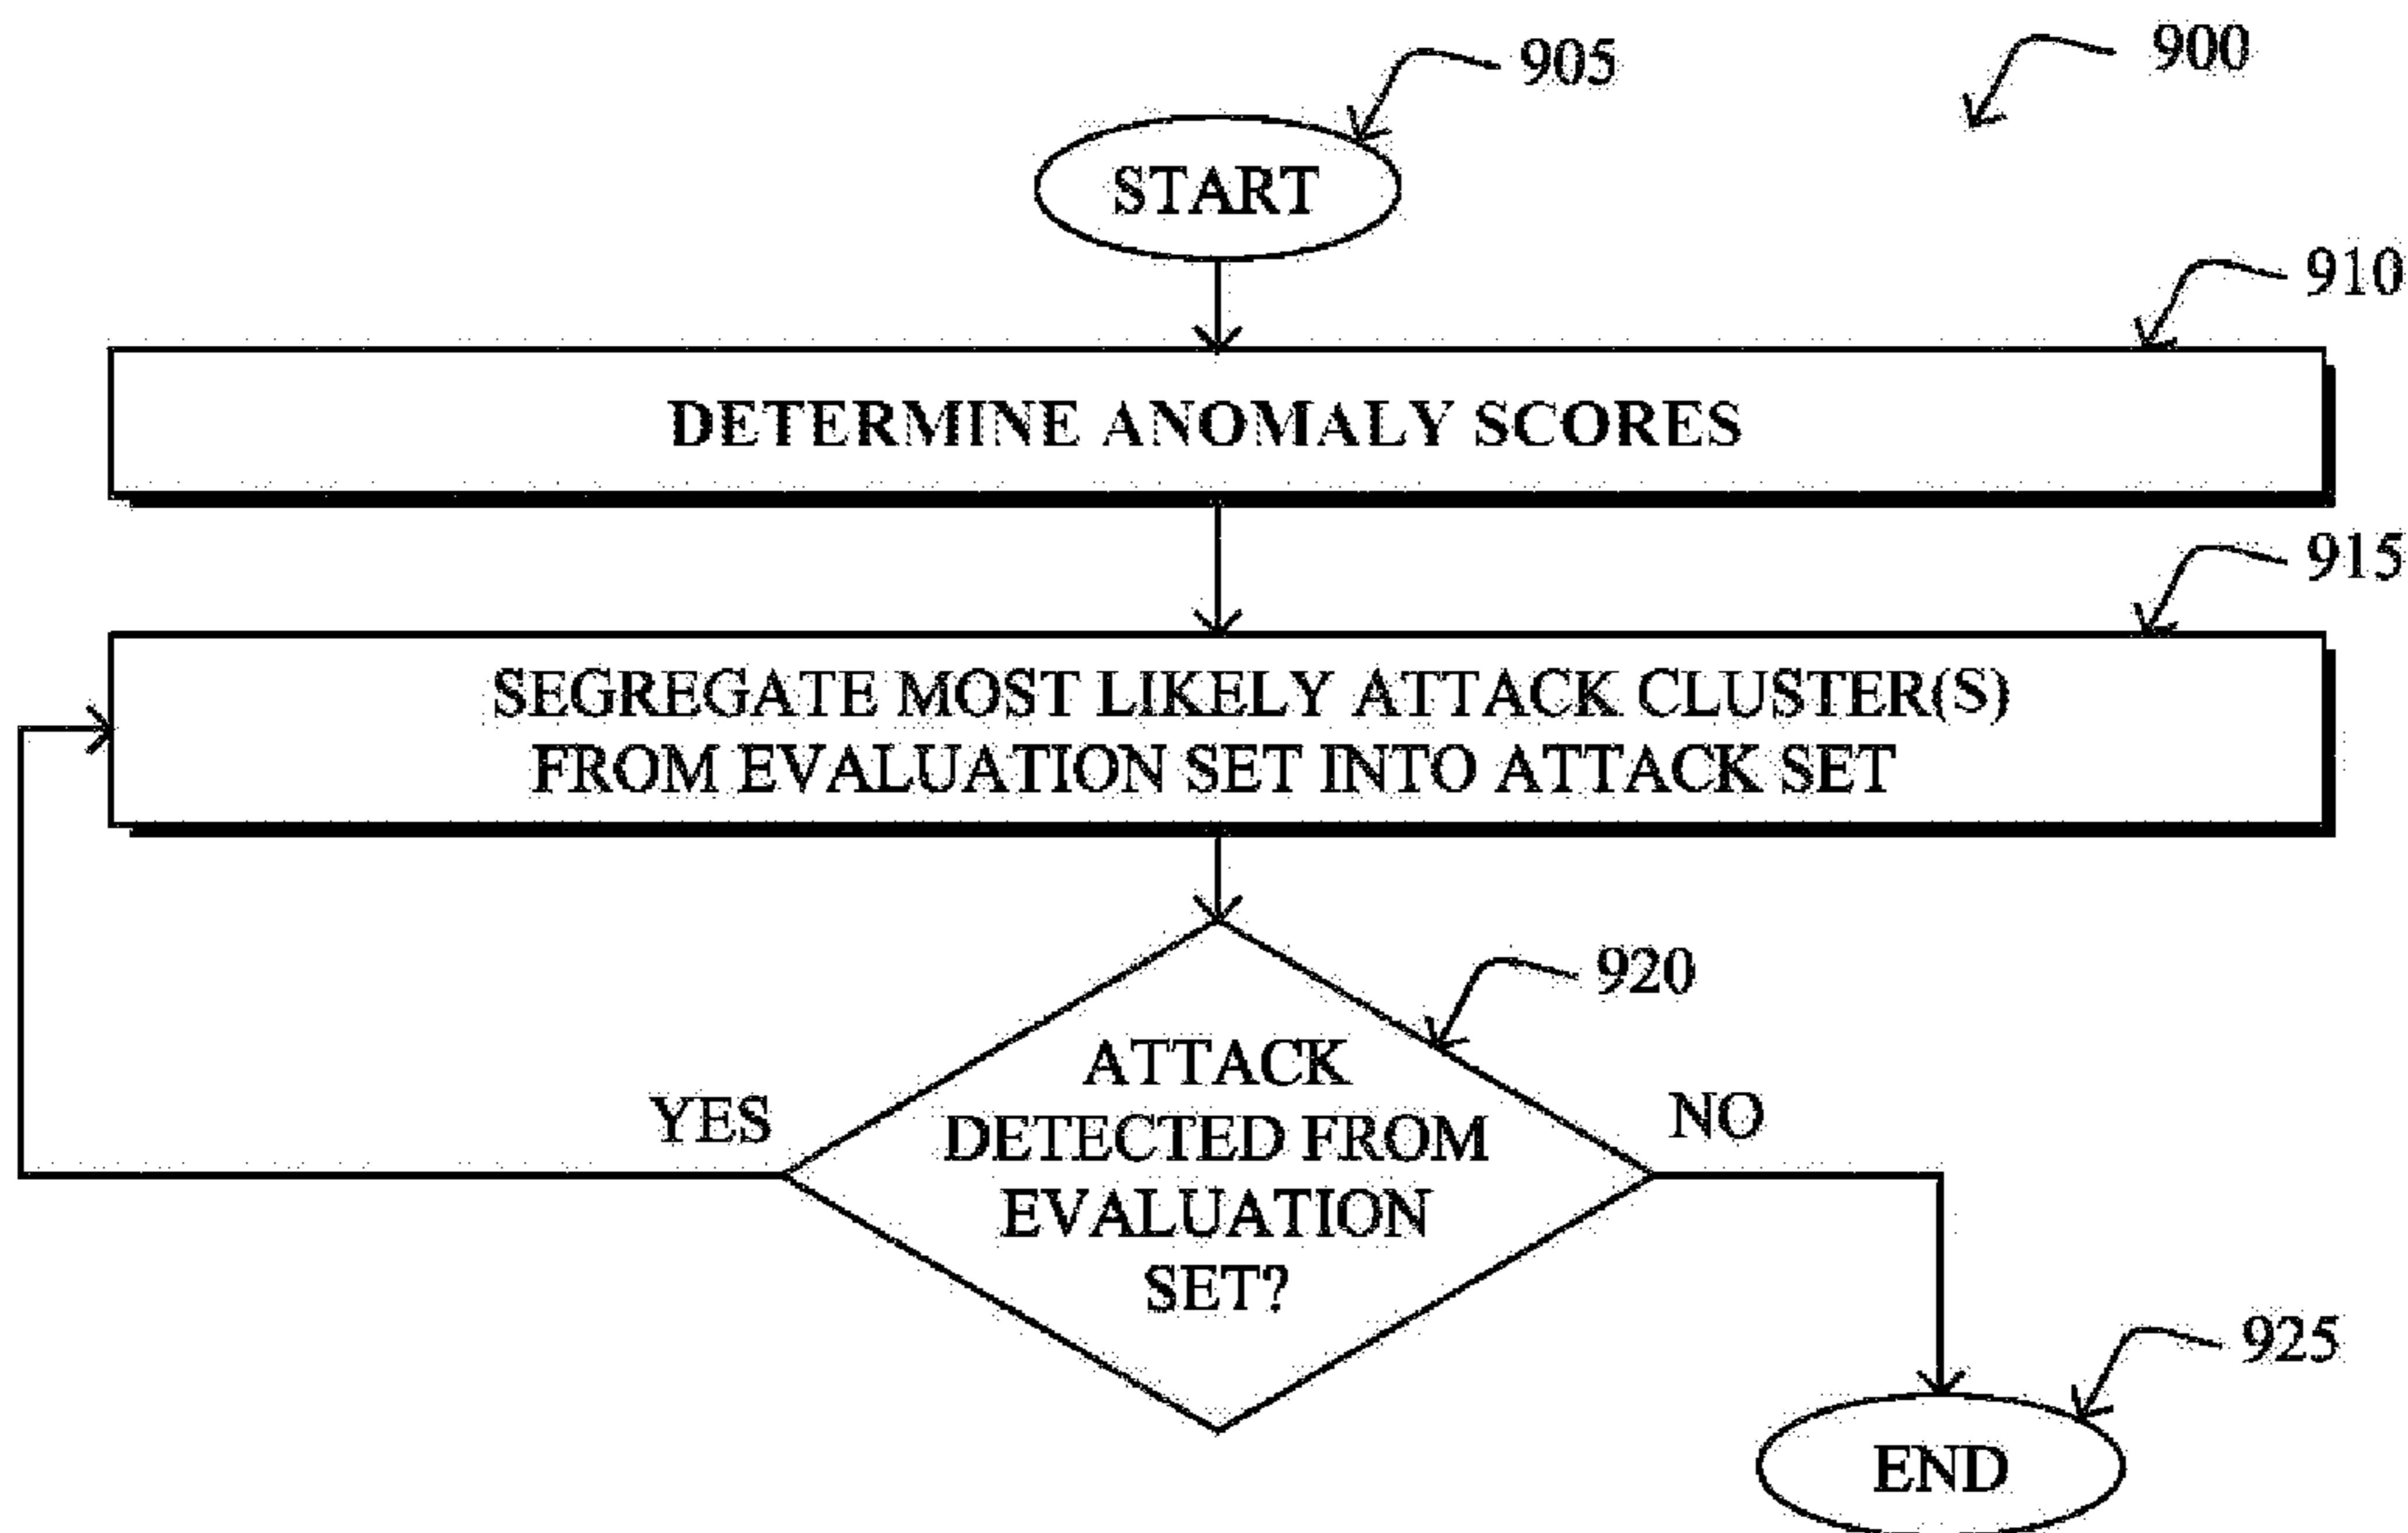 900
905
START
910
DETERMINE ANOMALY SCORES
915
SEGREGATE MOST LIKELY ATTACK CLUSTER(S)
FROM EVALUATION SET INTO ATTACK SET
920
ATTACK
DETECTED FROM
EVALUATION
SET?
YES
NO
925
END